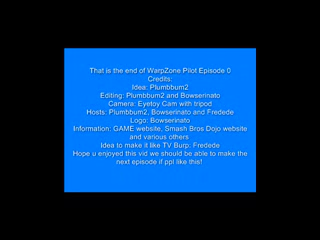 That is the end of WarpZone Pilot Episode 0
Credits:
Idea: Plumbbum2
Editing: Plumbbum2 and Bowserinato
Camera: Eyetoy Cam with tripod
Hosts: Plumbbum2, Bowserinato and Fredede
Logo: Bowserinato
Information: GAME website, Smash Bros Dojo website
and various others
Idea to make it like TV Burp: Fredede
Hope u enjoyed this vid we should be able to make the
next episode if ppl like this!